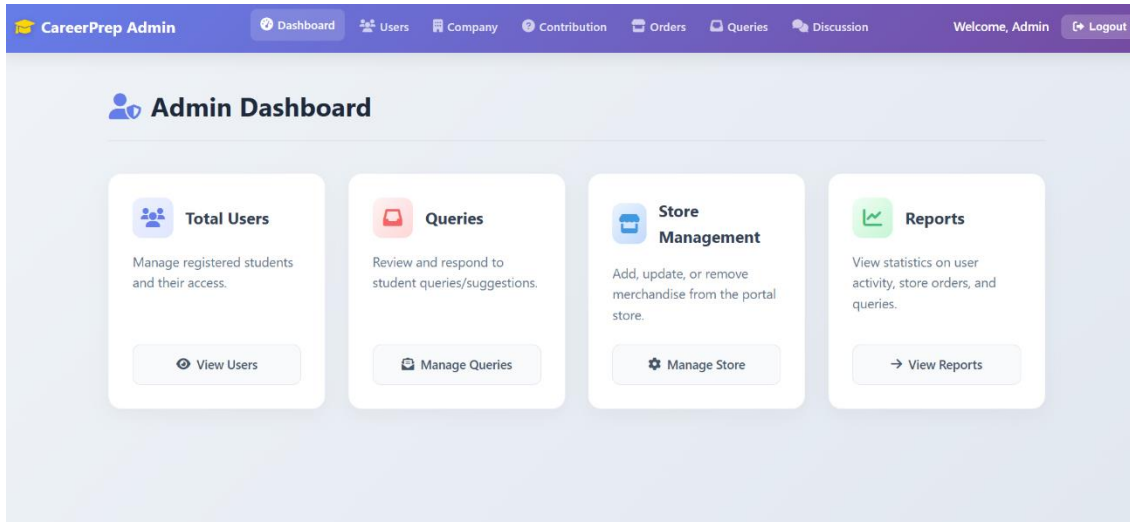 CareerPrep Admin Dashboard Users Company Contribution Orders Queries Discussion Welcome, Admin Logout
Admin Dashboard
Total Users
Manage registered students
and their access.
View Users
Queries
Review and respond to
student queries/suggestions.
Manage Queries
Store
Management
Add, update, or remove
merchandise from the portal
store.
Manage Store
Reports
View statistics on user
activity, store orders, and
queries.
View Reports